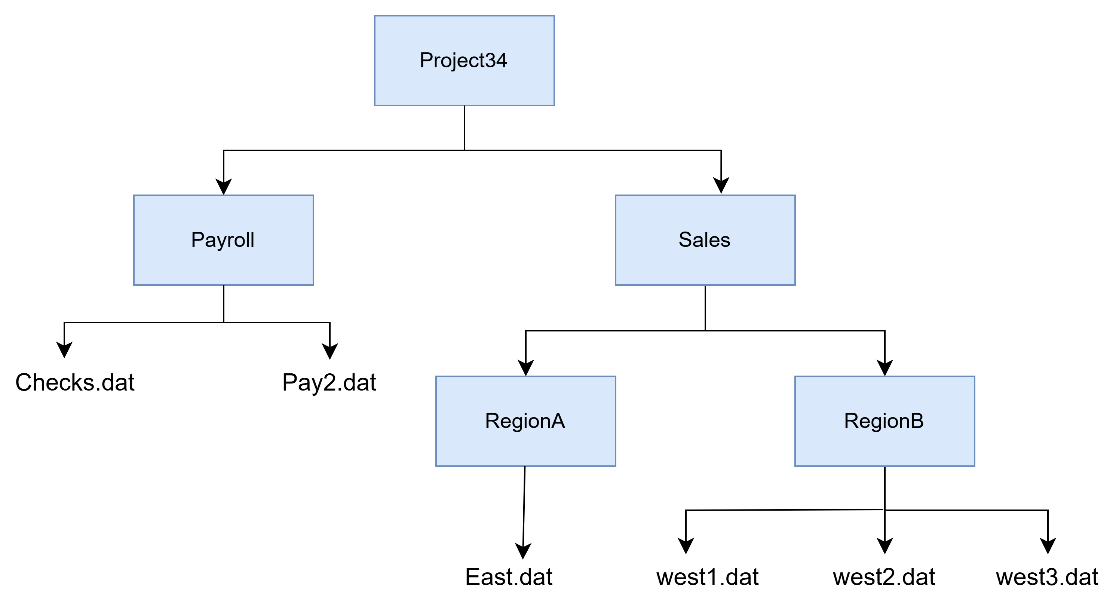 Project34
Payroll
Sales
Checks.dat
Pay2.dat
RegionA
RegionB
East.dat
west1.dat
west2.dat
west3.dat